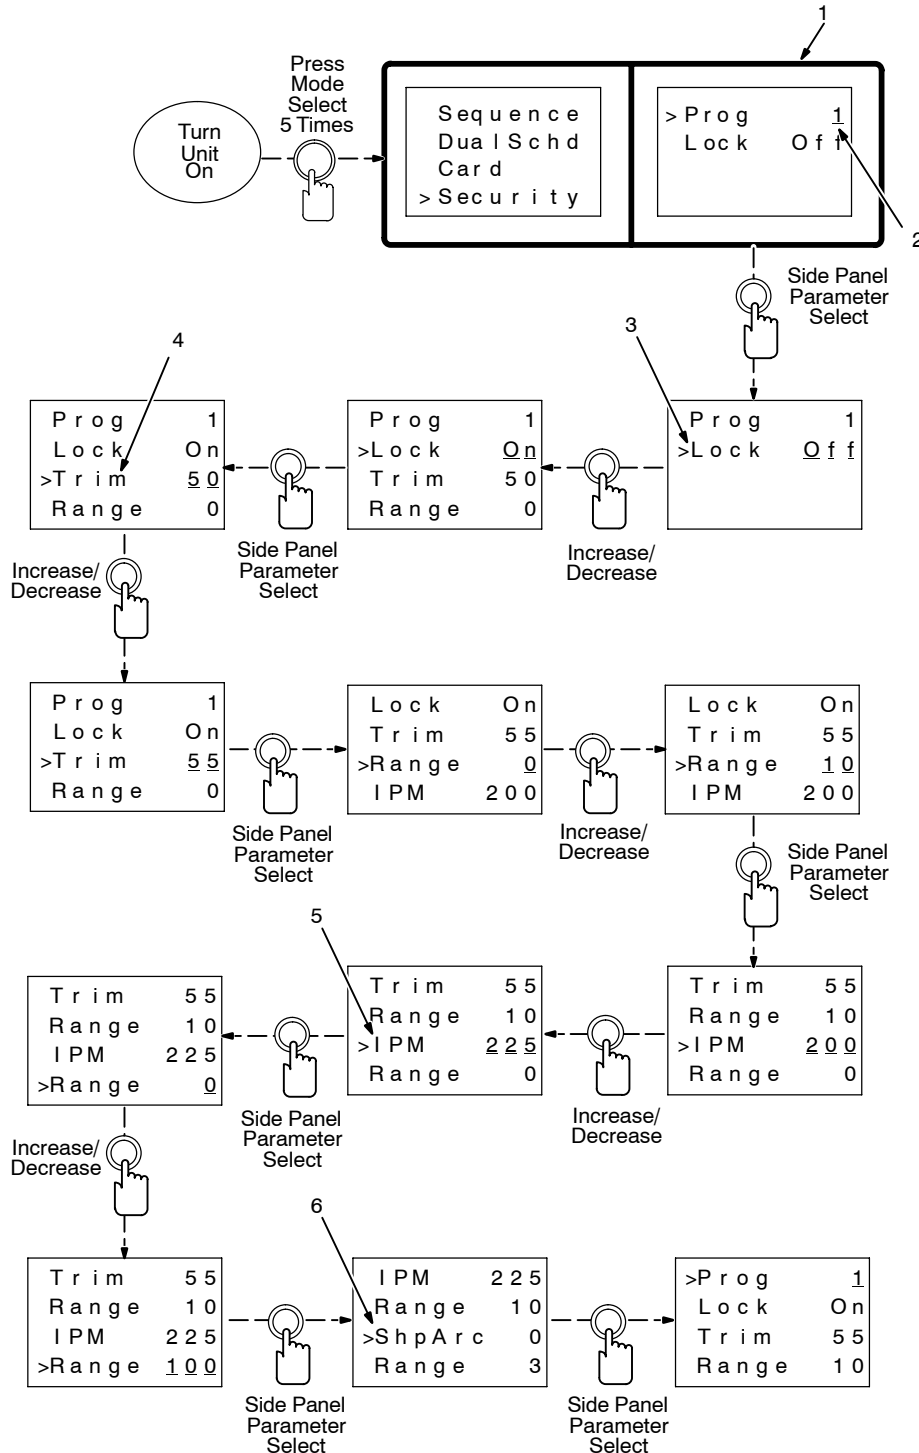 1
Press
Mode
Select
5 Times
Turn
Unit
On
Sequence
DualSchd
Card
>Security
>Prog 1
Lock Off
2
Side Panel
Parameter
Select
3
4
Prog 1
Lock On
>Trim 50
Range 0
Prog 1
>Lock On
Trim 50
Range 0
Prog 1
>Lock Off
Side Panel
Parameter
Select
Increase/
Decrease
Increase/
Decrease
Prog 1
Lock On
>Trim 55
Range 0
Lock On
Trim 55
>Range 0
IPM 200
Lock On
Trim 55
>Range 10
IPM 200
Side Panel
Parameter
Select
Increase/
Decrease
Side Panel
Parameter
Select
5
Trim 55
Range 10
IPM 225
>Range 0
Trim 55
Range 10
>IPM 225
Range 0
Trim 55
Range 10
>IPM 200
Range 0
Side Panel
Parameter
Select
Increase/
Decrease
Increase/
Decrease
6
Trim 55
Range 10
IPM 225
>Range 100
IPM 225
Range 10
>ShpArc 0
Range 3
>Prog 1
Lock On
Trim 55
Range 10
Side Panel
Parameter
Select
Side Panel
Parameter
Select